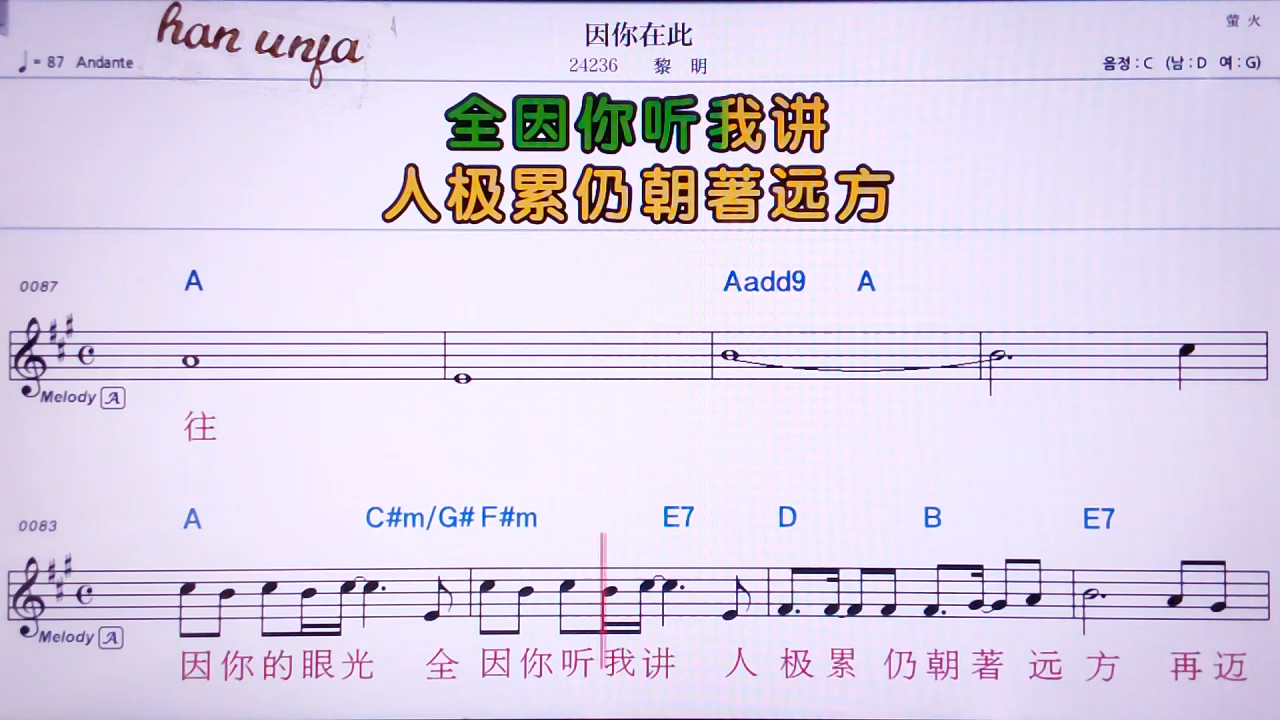 han unfa
因你在此
萤火
♩= 87 Andante
24236 黎 明
음정 : C (남 : D 여 : G)
全因你听我讲
人极累仍朝著远方
0087
A Aadd9 A
Melody A
往
0083
A C#m/G# F#m E7 D B E7
Melody A
因你的眼光 全因你听我讲 人极累仍朝著远方 再迈